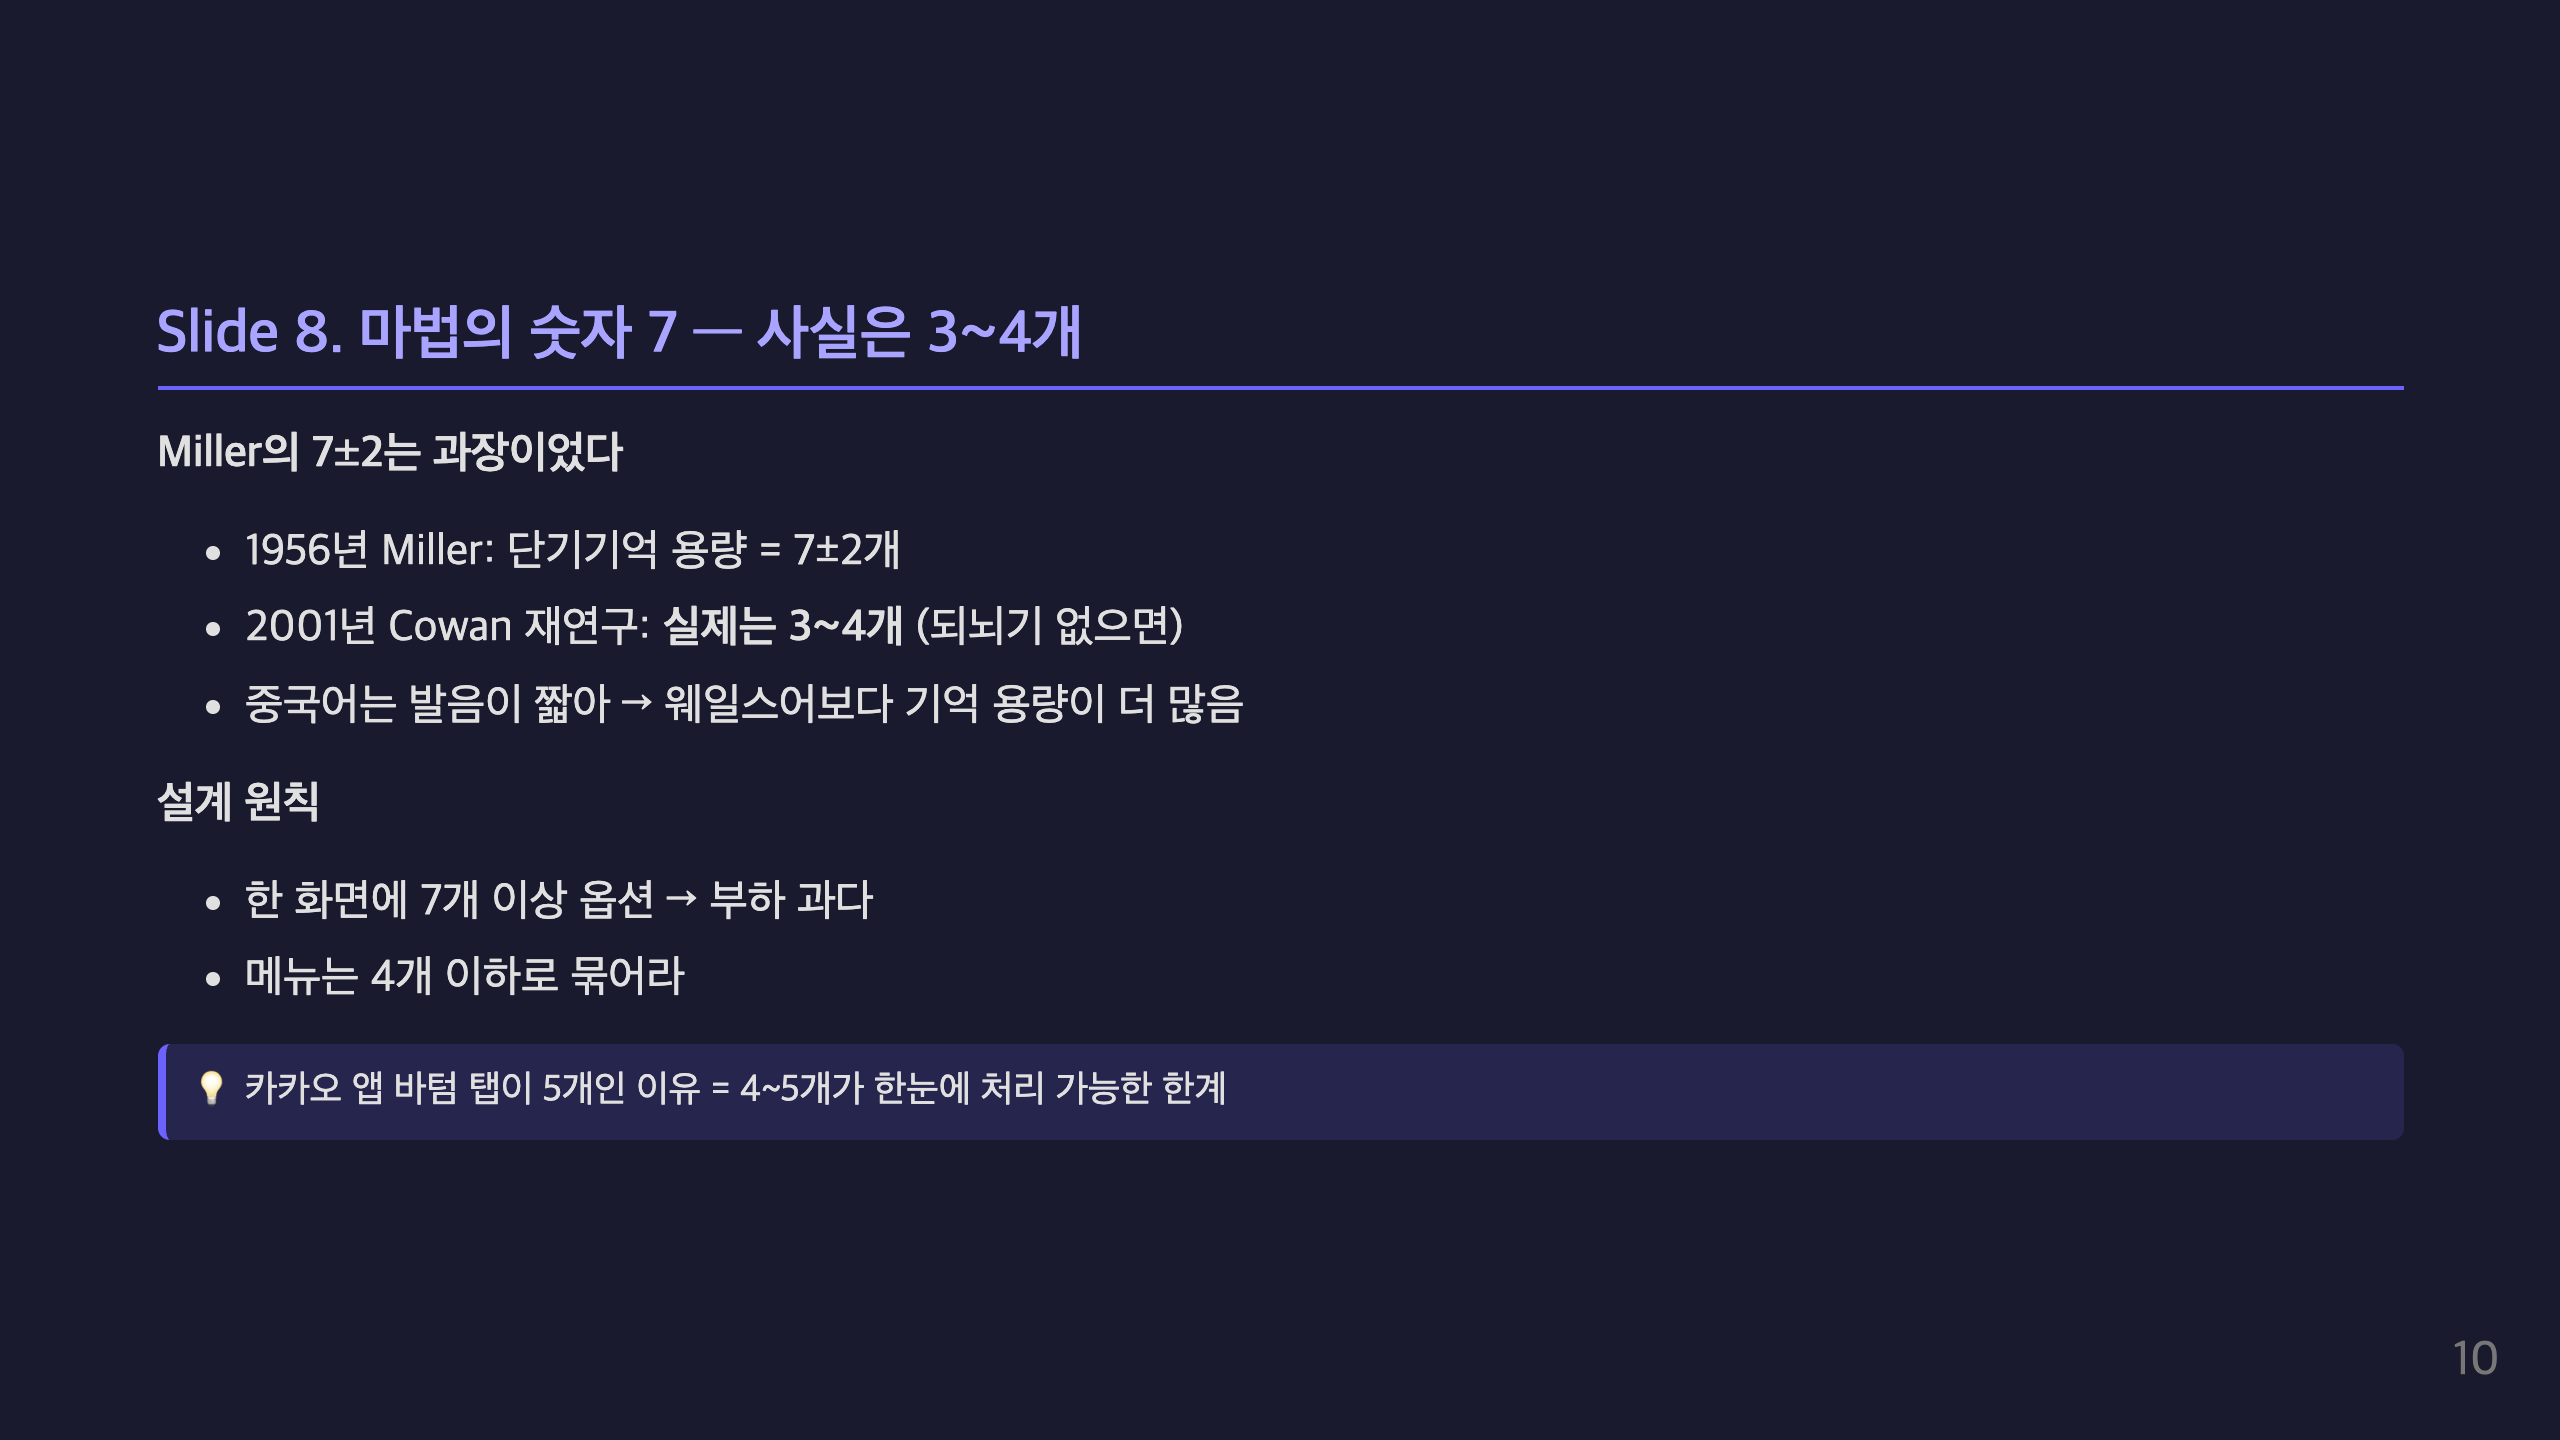 Slide 8. 마법의 숫자 7 — 사실은 3~4개
Miller의 7±2는 과장이었다
• 1956년 Miller: 단기기억 용량 = 7±2개
• 2001년 Cowan 재연구: 실제는 3~4개 (되뇌기 없으면)
• 중국어는 발음이 짧아 → 웨일스어보다 기억 용량이 더 많음
설계 원칙
• 한 화면에 7개 이상 옵션 → 부하 과다
• 메뉴는 4개 이하로 묶어라
💡 카카오 앱 바텀 탭이 5개인 이유 = 4~5개가 한눈에 처리 가능한 한계
10